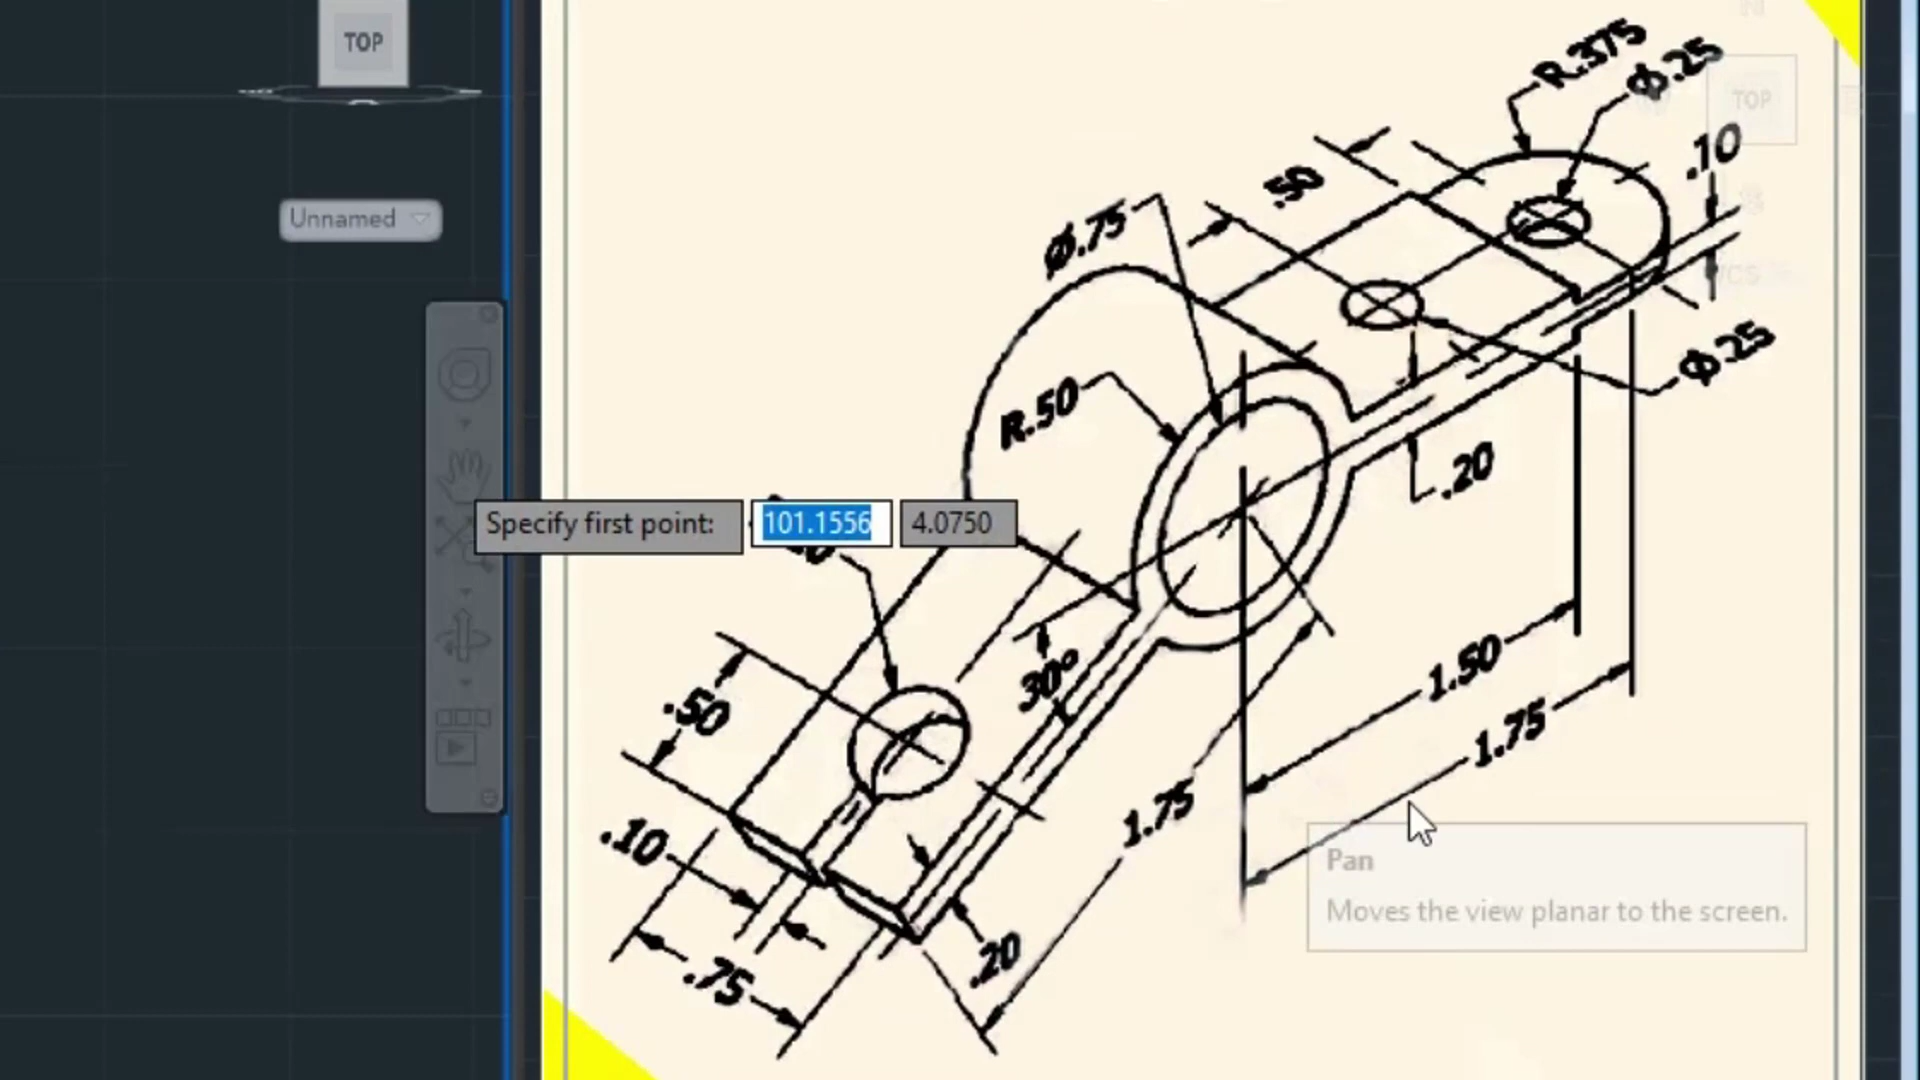 TOP
Unnamed
Specify first point: 101.1556 4.0750
R.375
Ø.25
TOP
.10
.50
Ø.75
Ø.25
R.50
.20
30°
.50
1.50
1.75
1.75
.10
.75
.20
Pan
Moves the view planar to the screen.